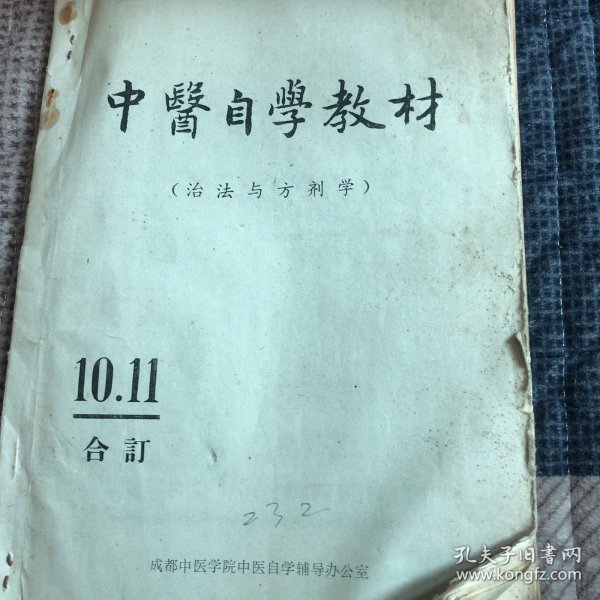 中醫自學教材
（治法与方剂学）
10.11
合訂
232
成都中医学院中医自学辅导办公室
孔夫子旧書网
www.kongfz.com